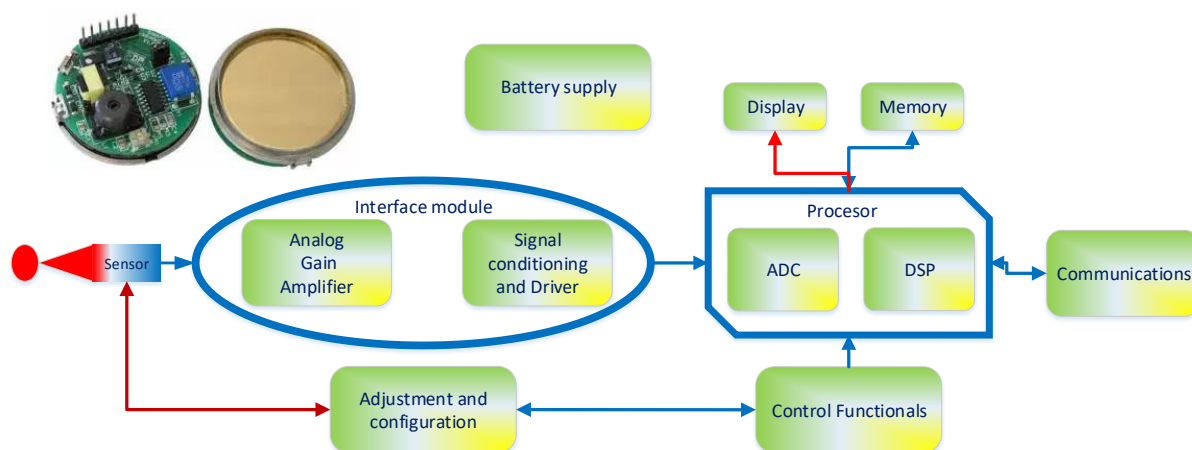 Battery supply
Display
Memory
Interface module
Procesor
Analog
Gain
Amplifier
Signal
conditioning
and Driver
ADC
DSP
Sensor
Communications
Adjustment and
configuration
Control Functionals